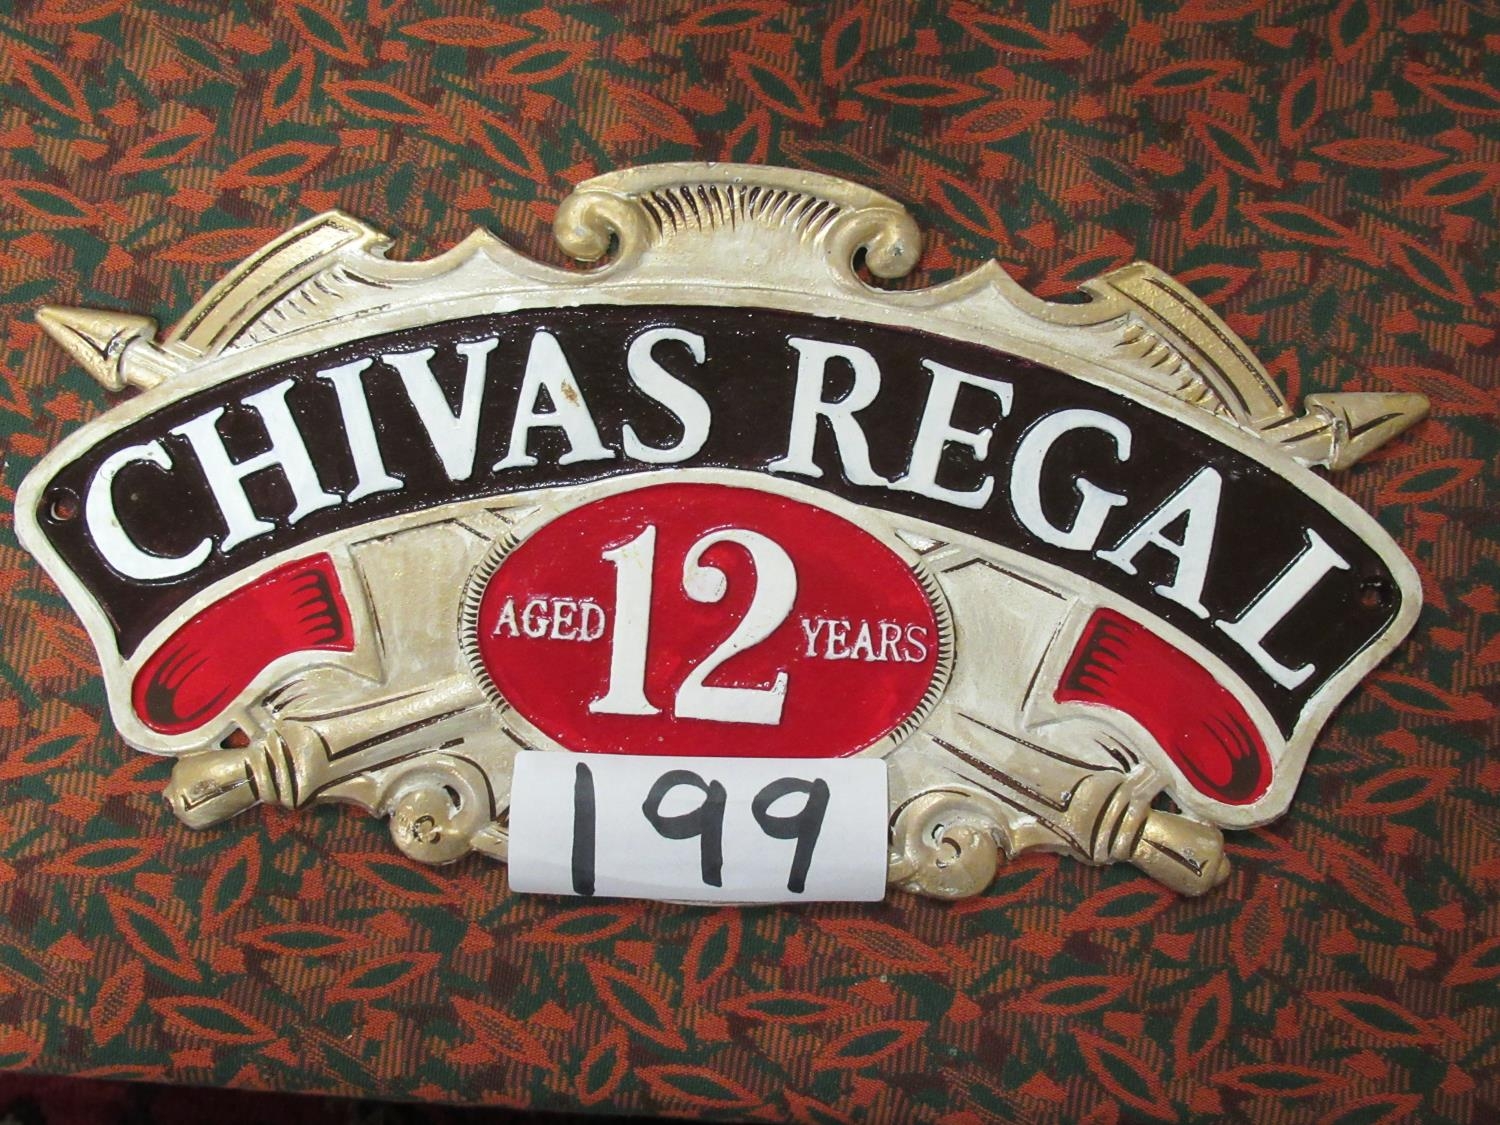 CHIVAS REGAL
AGED 12 YEARS
199